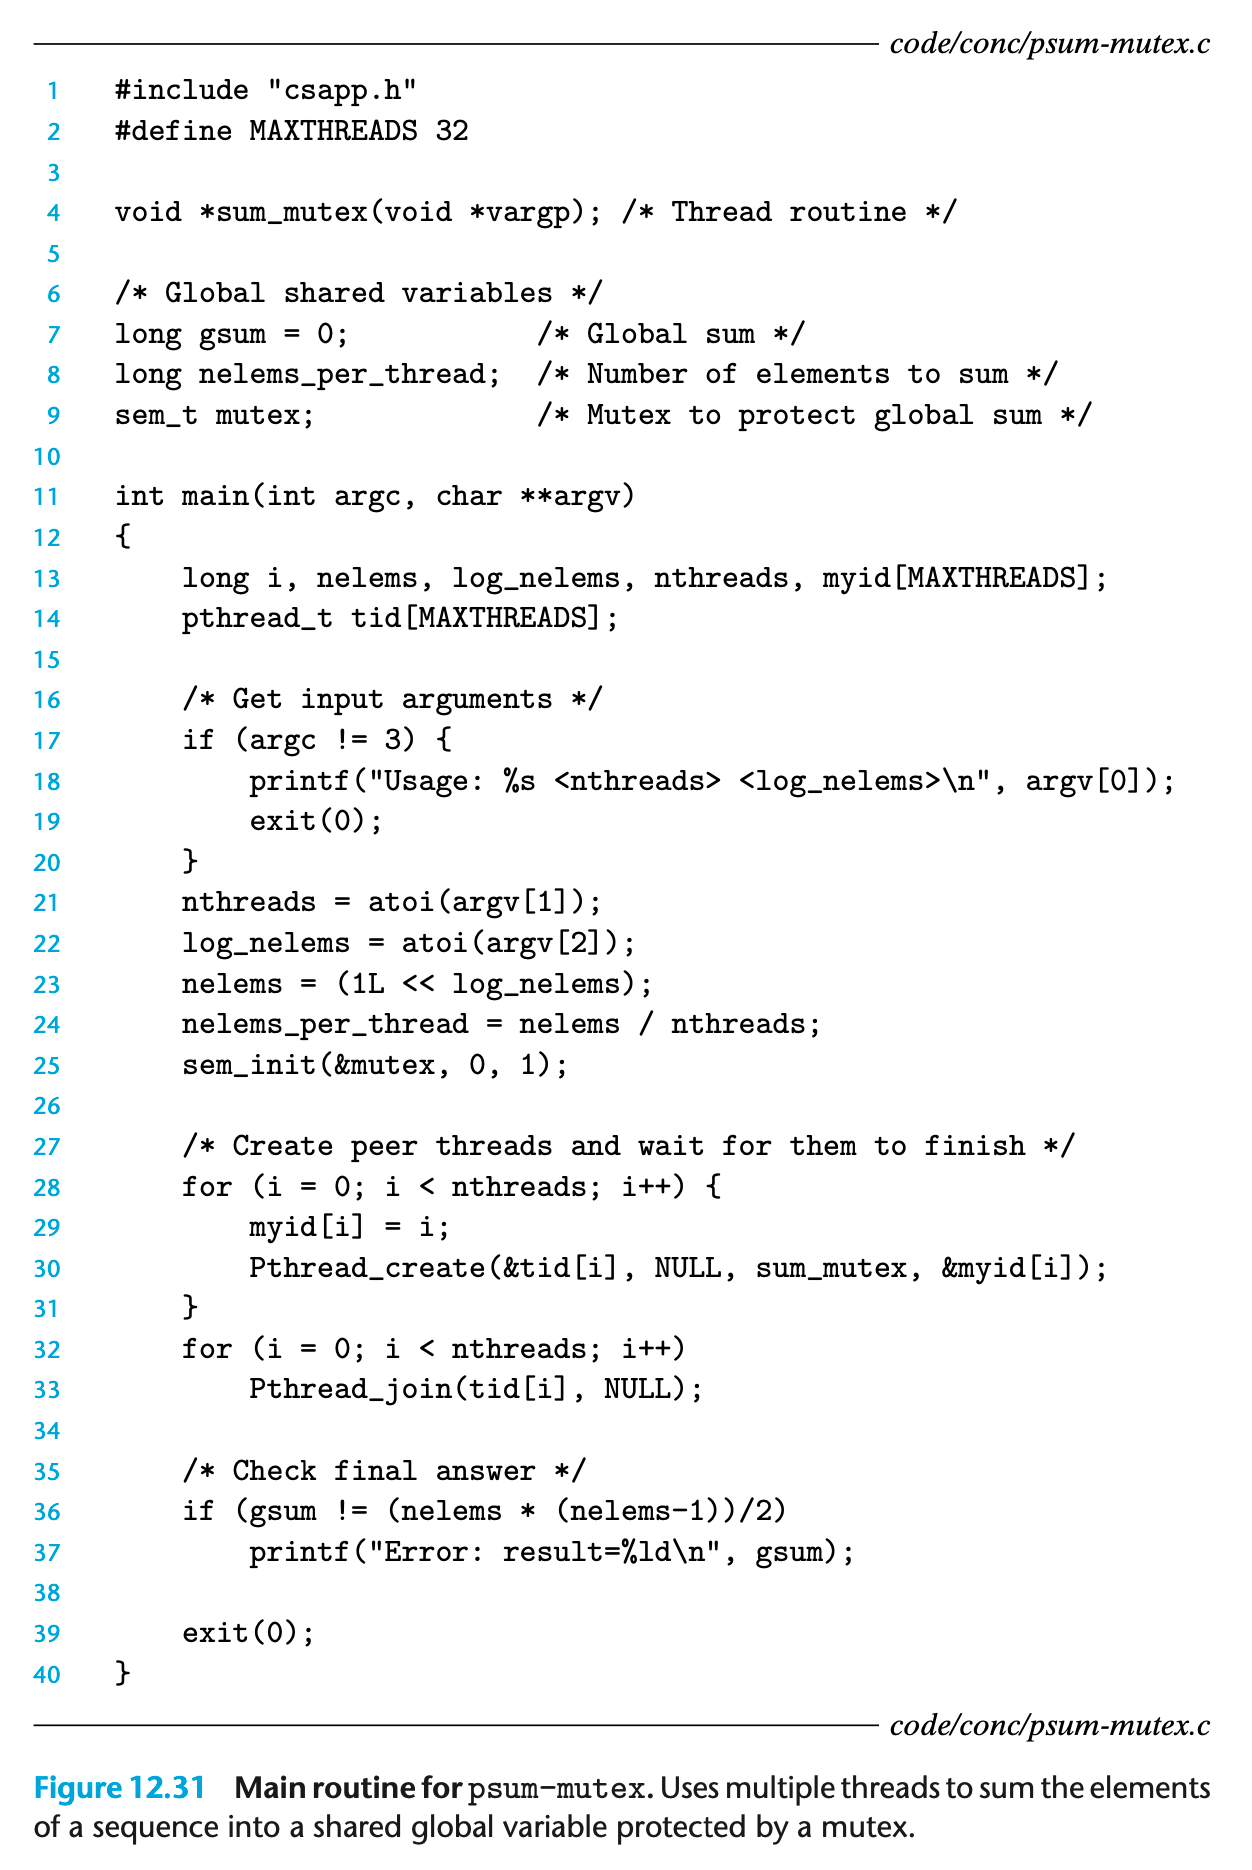 code/conc/psum-mutex.c
1 #include "csapp.h"
2 #define MAXTHREADS 32
3
4 void *sum_mutex(void *vargp); /* Thread routine */
5
6 /* Global shared variables */
7 long gsum = 0; /* Global sum */
8 long nelems_per_thread; /* Number of elements to sum */
9 sem_t mutex; /* Mutex to protect global sum */
10
11 int main(int argc, char **argv)
12 {
13 long i, nelems, log_nelems, nthreads, myid[MAXTHREADS];
14 pthread_t tid[MAXTHREADS];
15
16 /* Get input arguments */
17 if (argc != 3) {
18 printf("Usage: %s <nthreads> <log_nelems>\n", argv[0]);
19 exit(0);
20 }
21 nthreads = atoi(argv[1]);
22 log_nelems = atoi(argv[2]);
23 nelems = (1L << log_nelems);
24 nelems_per_thread = nelems / nthreads;
25 sem_init(&mutex, 0, 1);
26
27 /* Create peer threads and wait for them to finish */
28 for (i = 0; i < nthreads; i++) {
29 myid[i] = i;
30 Pthread_create(&tid[i], NULL, sum_mutex, &myid[i]);
31 }
32 for (i = 0; i < nthreads; i++)
33 Pthread_join(tid[i], NULL);
34
35 /* Check final answer */
36 if (gsum != (nelems * (nelems-1))/2)
37 printf("Error: result=%ld\n", gsum);
38
39 exit(0);
40 }
code/conc/psum-mutex.c
Figure 12.31 Main routine for psum-mutex. Uses multiple threads to sum the elements
of a sequence into a shared global variable protected by a mutex.